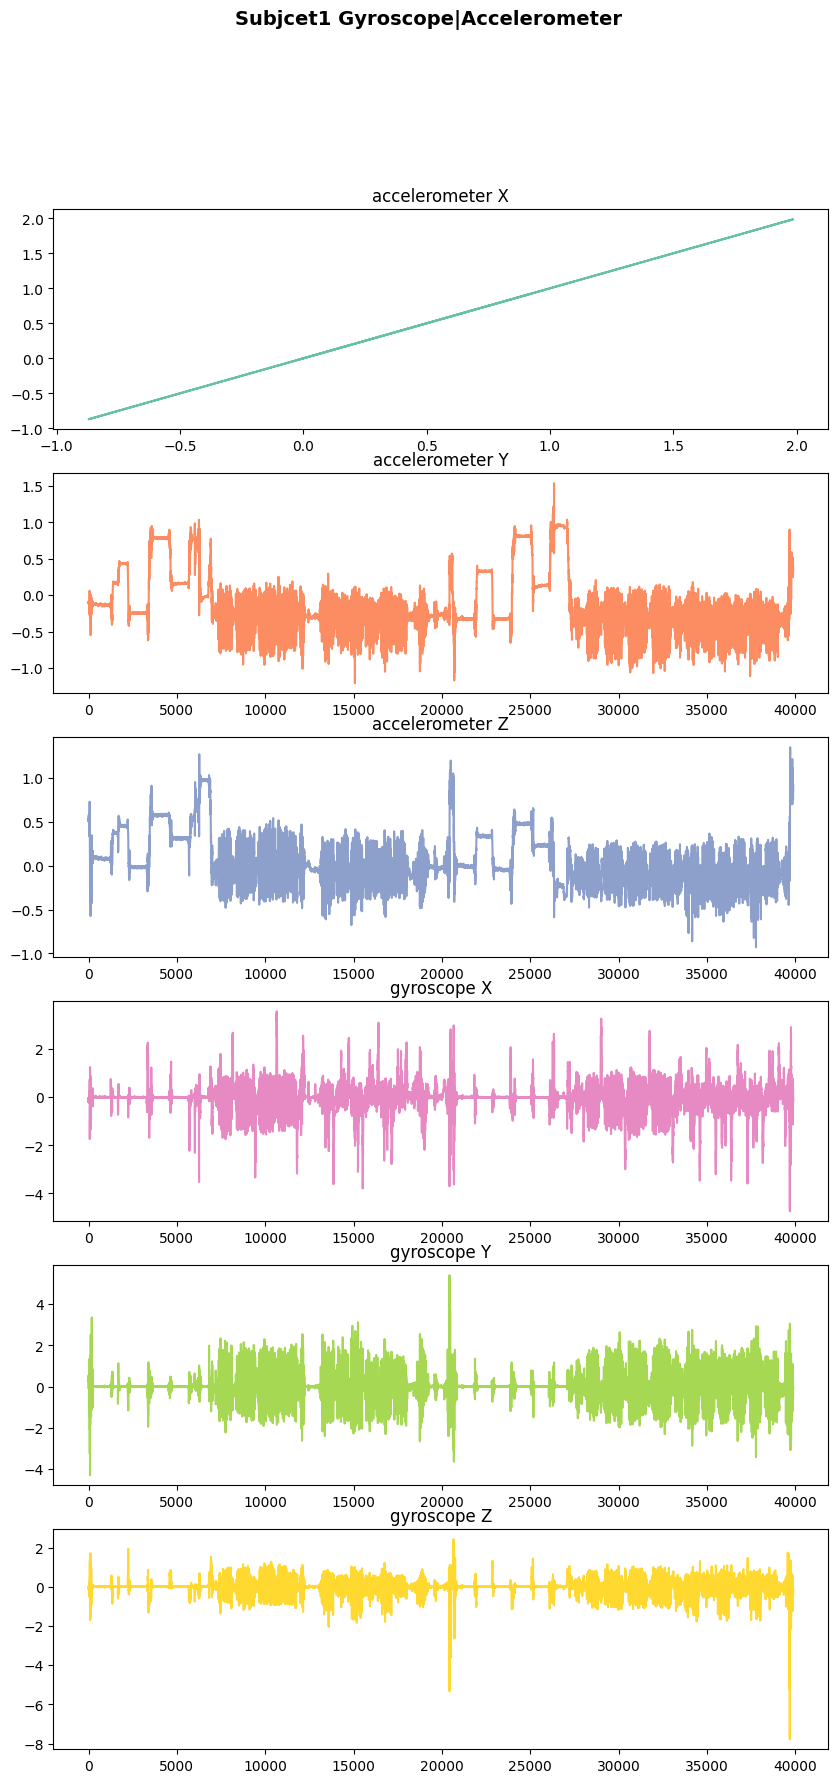 Subjcet1 Gyroscope|Accelerometer
accelerometer X
2.0
1.5
1.0
0.5
0.0
−0.5
−1.0
−1.0 −0.5 0.0 0.5 1.0 1.5 2.0
accelerometer Y
1.5
1.0
0.5
0.0
−0.5
−1.0
0 5000 10000 15000 20000 25000 30000 35000 40000
accelerometer Z
1.0
0.5
0.0
−0.5
−1.0
0 5000 10000 15000 20000 25000 30000 35000 40000
gyroscope X
2
0
−2
−4
0 5000 10000 15000 20000 25000 30000 35000 40000
gyroscope Y
4
2
0
−2
−4
0 5000 10000 15000 20000 25000 30000 35000 40000
gyroscope Z
2
0
−2
−4
−6
−8
0 5000 10000 15000 20000 25000 30000 35000 40000